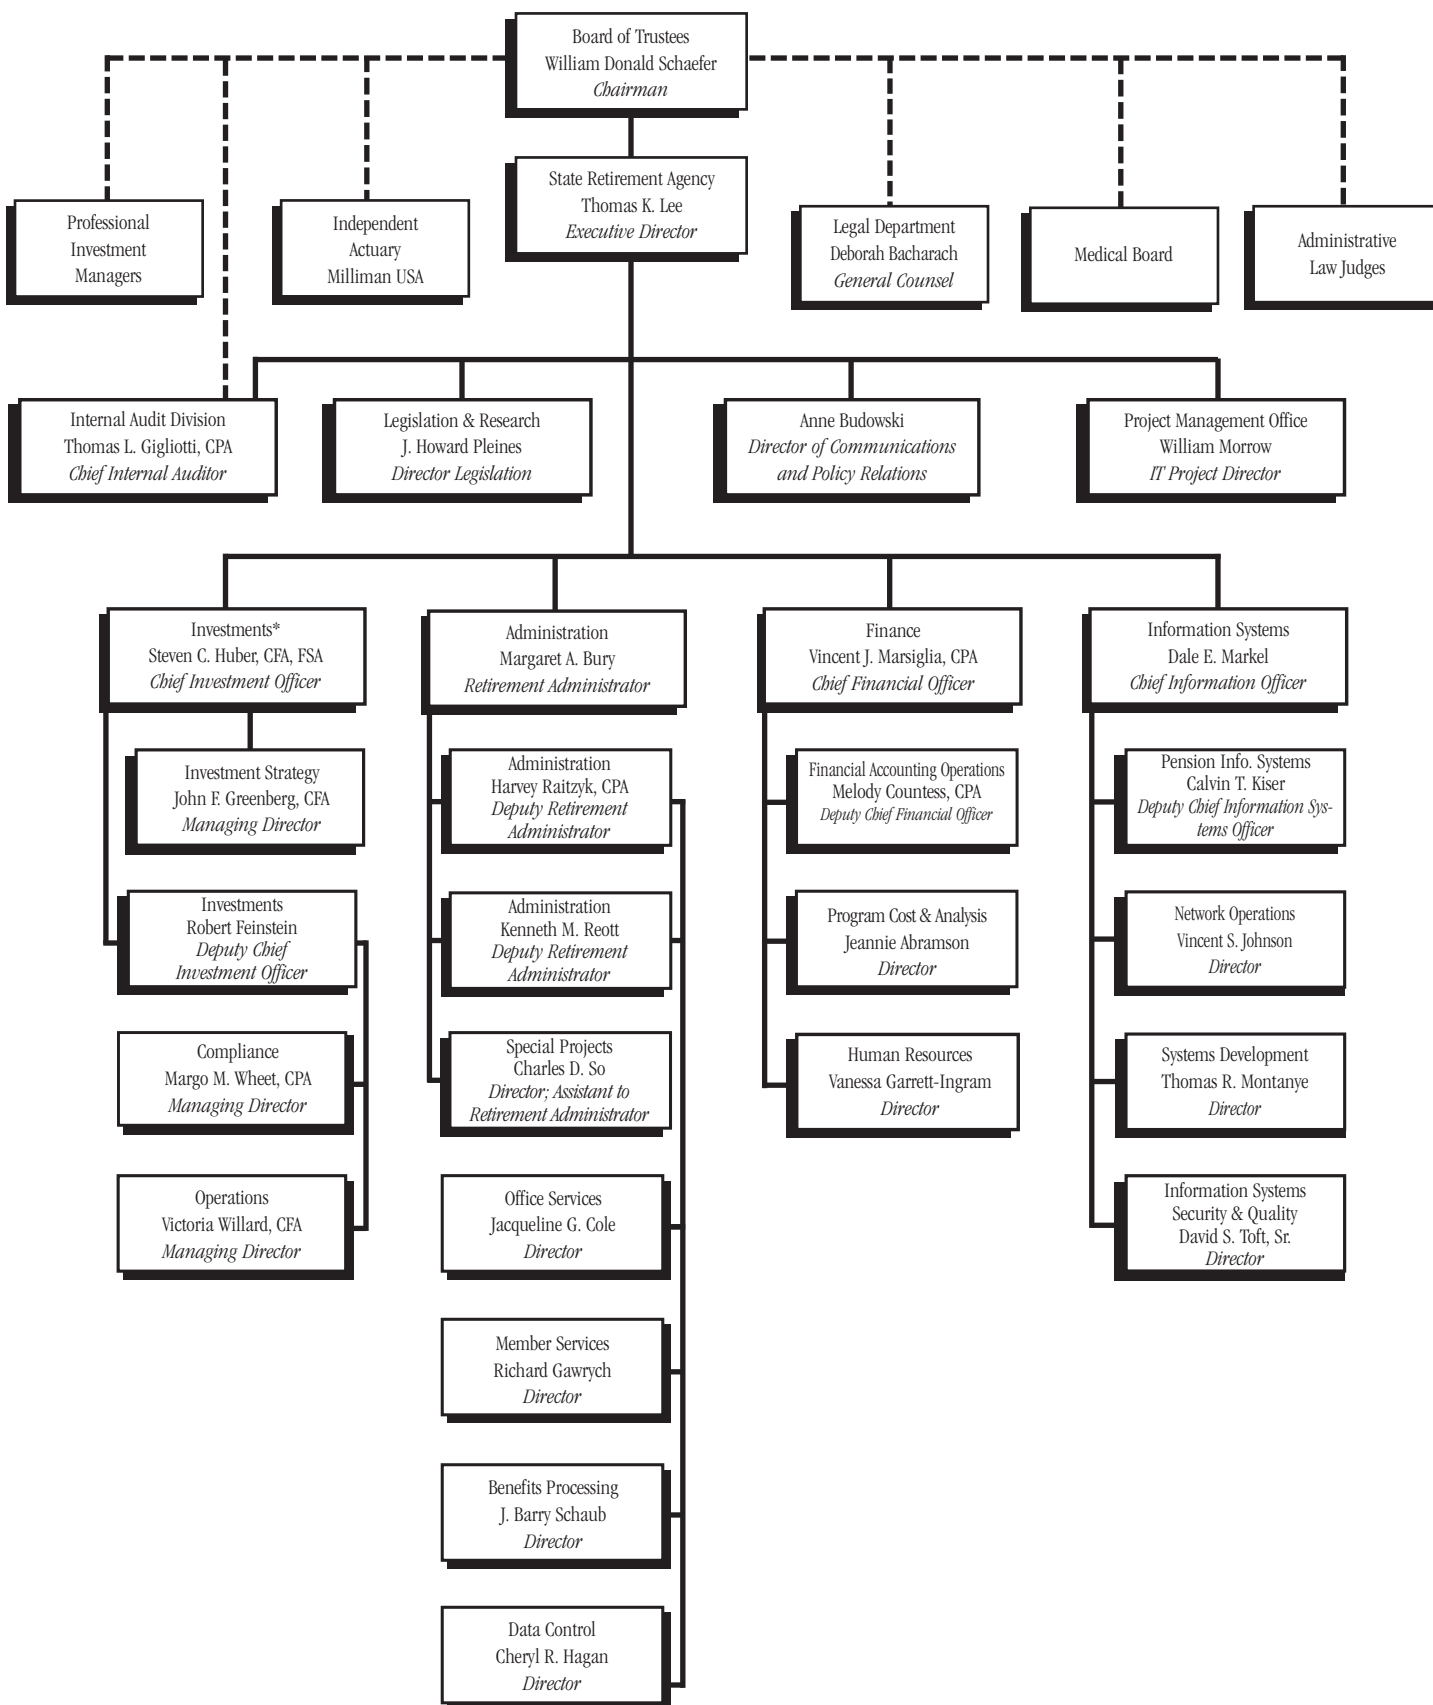 Board of Trustees
William Donald Schaefer
Chairman
State Retirement Agency
Thomas K. Lee
Executive Director
Professional
Investment
Managers
Independent
Actuary
Milliman USA
Legal Department
Deborah Bacharach
General Counsel
Medical Board
Administrative
Law Judges
Internal Audit Division
Thomas L. Gigliotti, CPA
Chief Internal Auditor
Legislation & Research
J. Howard Pleines
Director Legislation
Anne Budowski
Director of Communications
and Policy Relations
Project Management Office
William Morrow
IT Project Director
Investments*
Steven C. Huber, CFA, FSA
Chief Investment Officer
Administration
Margaret A. Bury
Retirement Administrator
Finance
Vincent J. Marsiglia, CPA
Chief Financial Officer
Information Systems
Dale E. Markel
Chief Information Officer
Investment Strategy
John F. Greenberg, CFA
Managing Director
Investments
Robert Feinstein
Deputy Chief
Investment Officer
Compliance
Margo M. Wheet, CPA
Managing Director
Operations
Victoria Willard, CFA
Managing Director
Administration
Harvey Raitzyk, CPA
Deputy Retirement
Administrator
Administration
Kenneth M. Reott
Deputy Retirement
Administrator
Special Projects
Charles D. So
Director; Assistant to
Retirement Administrator
Office Services
Jacqueline G. Cole
Director
Member Services
Richard Gawrych
Director
Benefits Processing
J. Barry Schaub
Director
Data Control
Cheryl R. Hagan
Director
Financial Accounting Operations
Melody Countess, CPA
Deputy Chief Financial Officer
Program Cost & Analysis
Jeannie Abramson
Director
Human Resources
Vanessa Garrett-Ingram
Director
Pension Info. Systems
Calvin T. Kiser
Deputy Chief Information Sys-
tems Officer
Network Operations
Vincent S. Johnson
Director
Systems Development
Thomas R. Montanye
Director
Information Systems
Security & Quality
David S. Toft, Sr.
Director